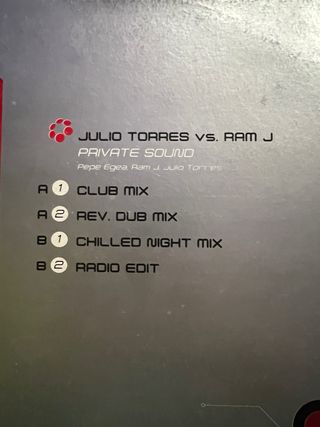 JULIO TORRES VS. RAM J
PRIVATE SOUND
Pepe Egea, Ram J, Julio Torres
A 1 CLUB MIX
A 2 REV. DUB MIX
B 1 CHILLED NIGHT MIX
B 2 RADIO EDIT